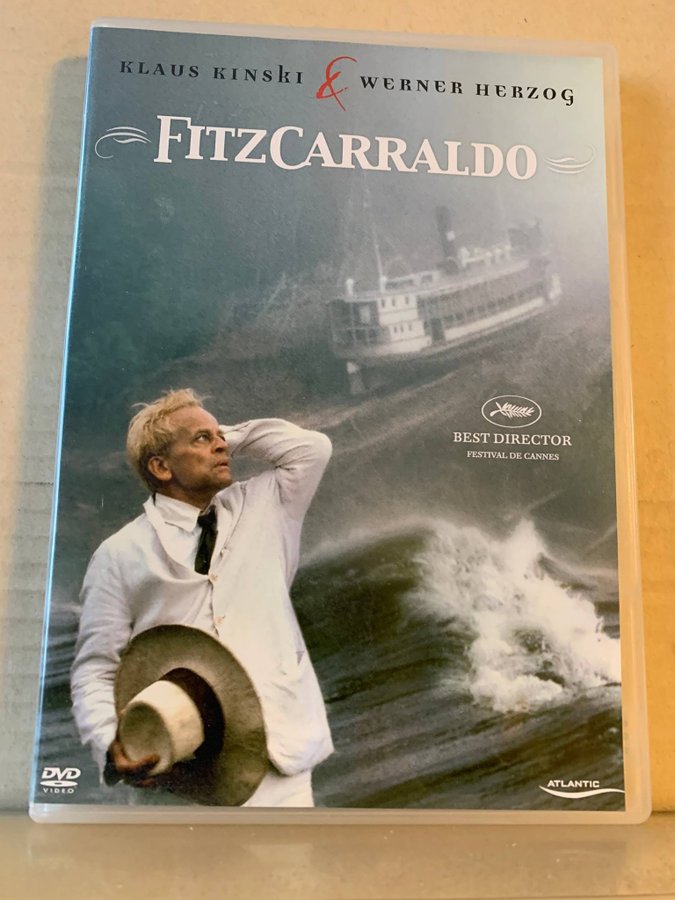 KLAUS KINSKI & WERNER HERZOG
FITZCARRALDO
BEST DIRECTOR
FESTIVAL DE CANNES
DVD
VIDEO
ATLANTIC